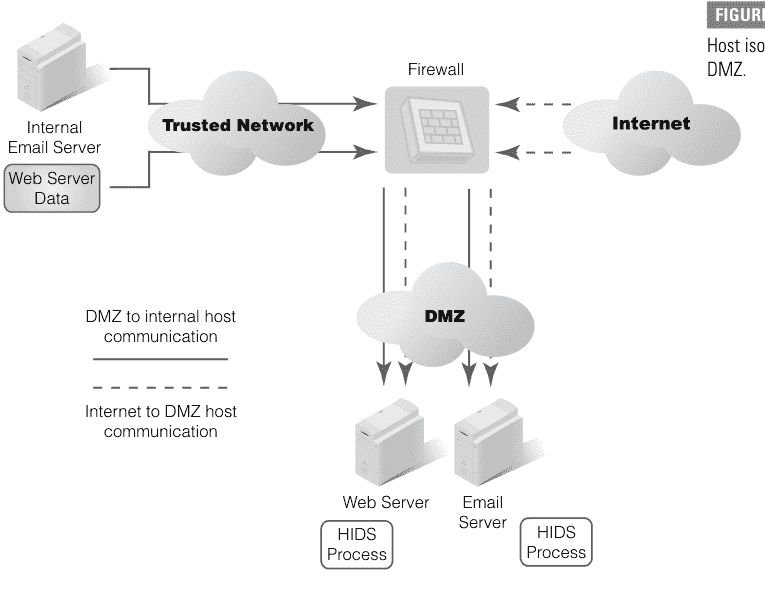 FIGUR
Host iso
DMZ.
Firewall
Internal
Email Server
Trusted Network
Internet
Web Server
Data
DMZ to internal host
communication
DMZ
Internet to DMZ host
communication
Web Server
Email
Server
HIDS
Process
HIDS
Process